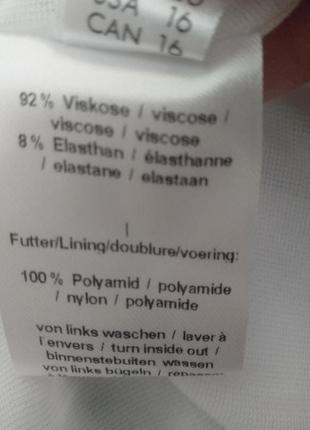 USA 16
CAN 16
92 % Viskose / viscose /
viscose / viscose
8 % Elasthan / élasthanne
/ elastane / elastaan
Futter/Lining/doublure/voering:
100 % Polyamid / polyamide
/ nylon / polyamide
von links waschen / laver à
l'envers / turn inside out /
binnenstebuiten wassen
von links bügeln /